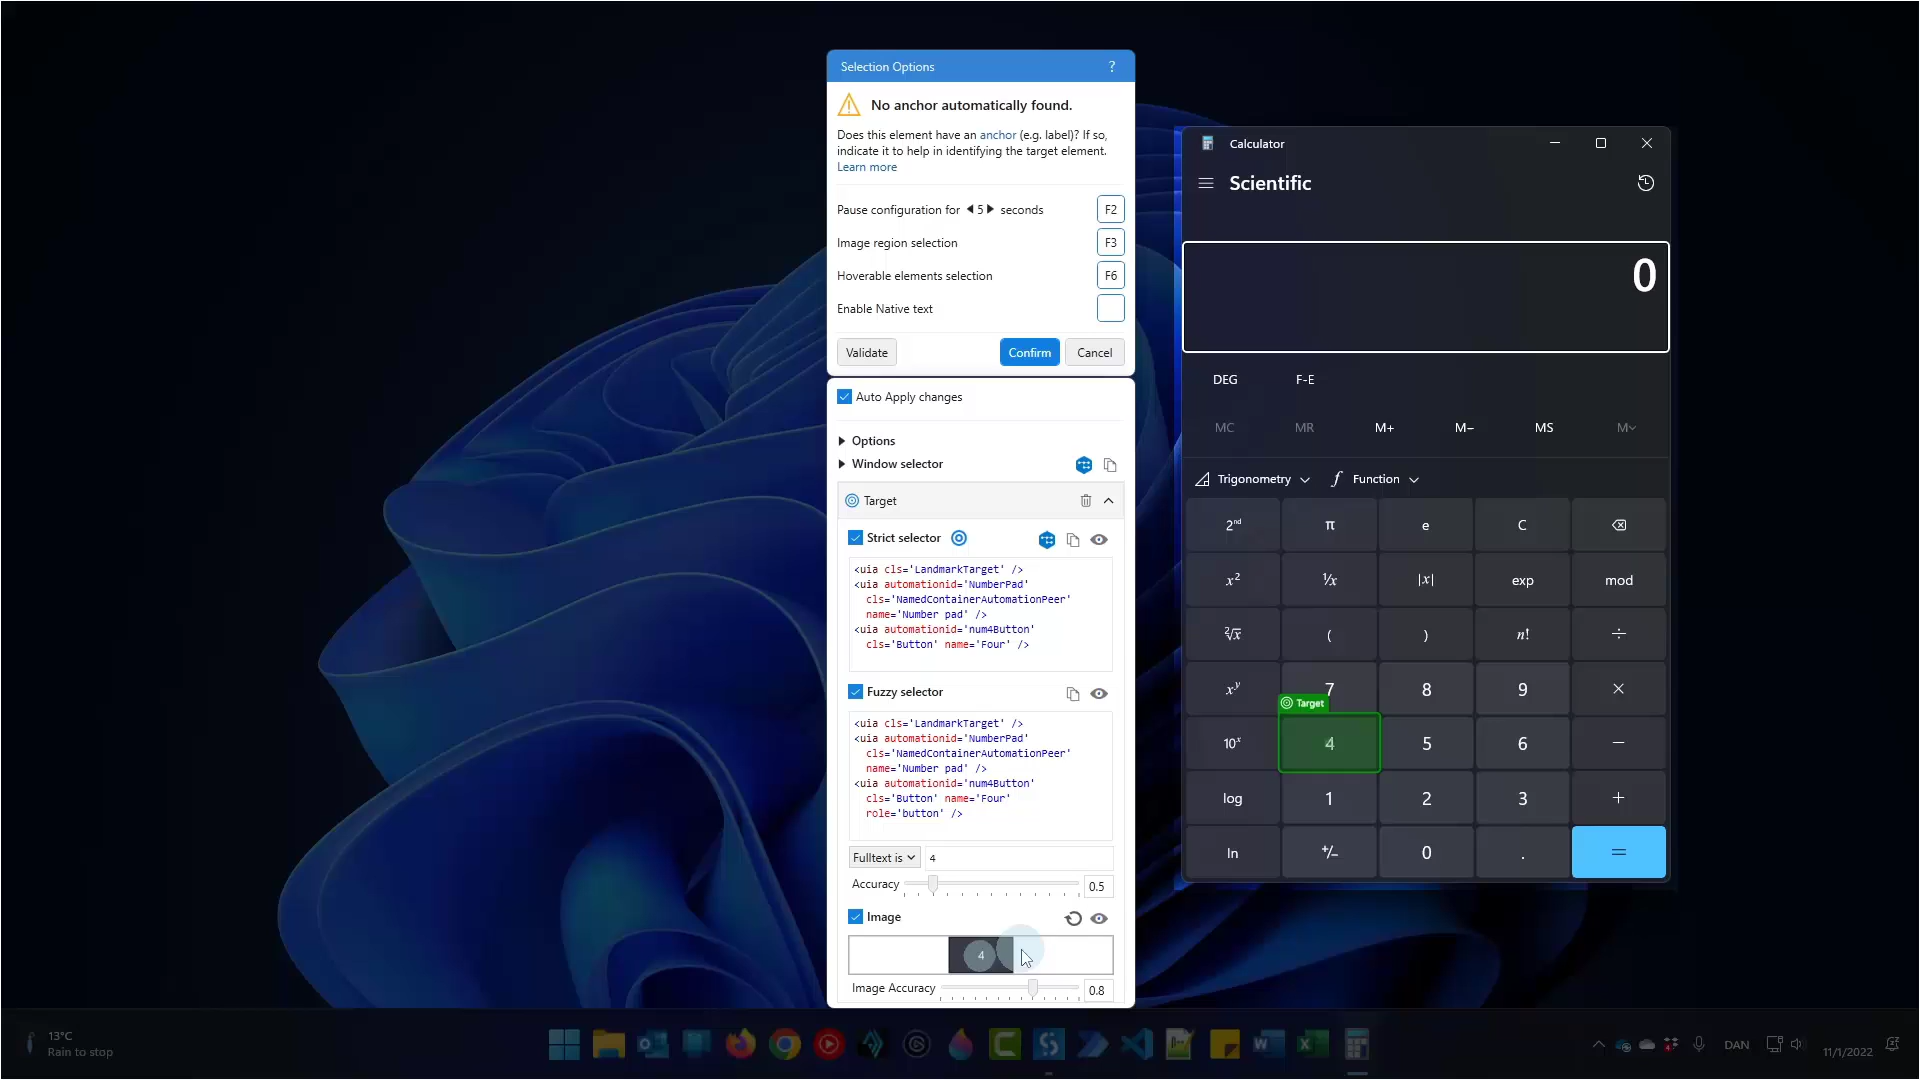 Selection Options ?
No anchor automatically found.
Does this element have an anchor (e.g. label)? If so,
indicate it to help in identifying the target element.
Learn more
Pause configuration for 5 seconds F2
Image region selection F3
Hoverable elements selection F6
Enable Native text
Validate Confirm Cancel
Auto Apply changes
Options
Window selector
Target
Strict selector
<uia cls='LandmarkTarget' />
<uia automationid='NumberPad'
cls='NamedContainerAutomationPeer'
name='Number pad' />
<uia automationid='num4Button'
cls='Button' name='Four' />
Fuzzy selector
<uia cls='LandmarkTarget' />
<uia automationid='NumberPad'
cls='NamedContainerAutomationPeer'
name='Number pad' />
<uia automationid='num4Button'
cls='Button' name='Four'
role='button' />
Fulltext is 4
Accuracy 0.5
Image
4
Image Accuracy 0.8
Calculator
Scientific
0
DEG F-E
MC MR M+ M− MS M
Trigonometry f Function
2nd π e C
x² ¹/x |x| exp mod
²√x ( ) n! ÷
xʸ 7 8 9 ×
Target
10ˣ 4 5 6 −
log 1 2 3 +
ln +/− 0 . =
13°C
Rain to stop
DAN
11/1/2022